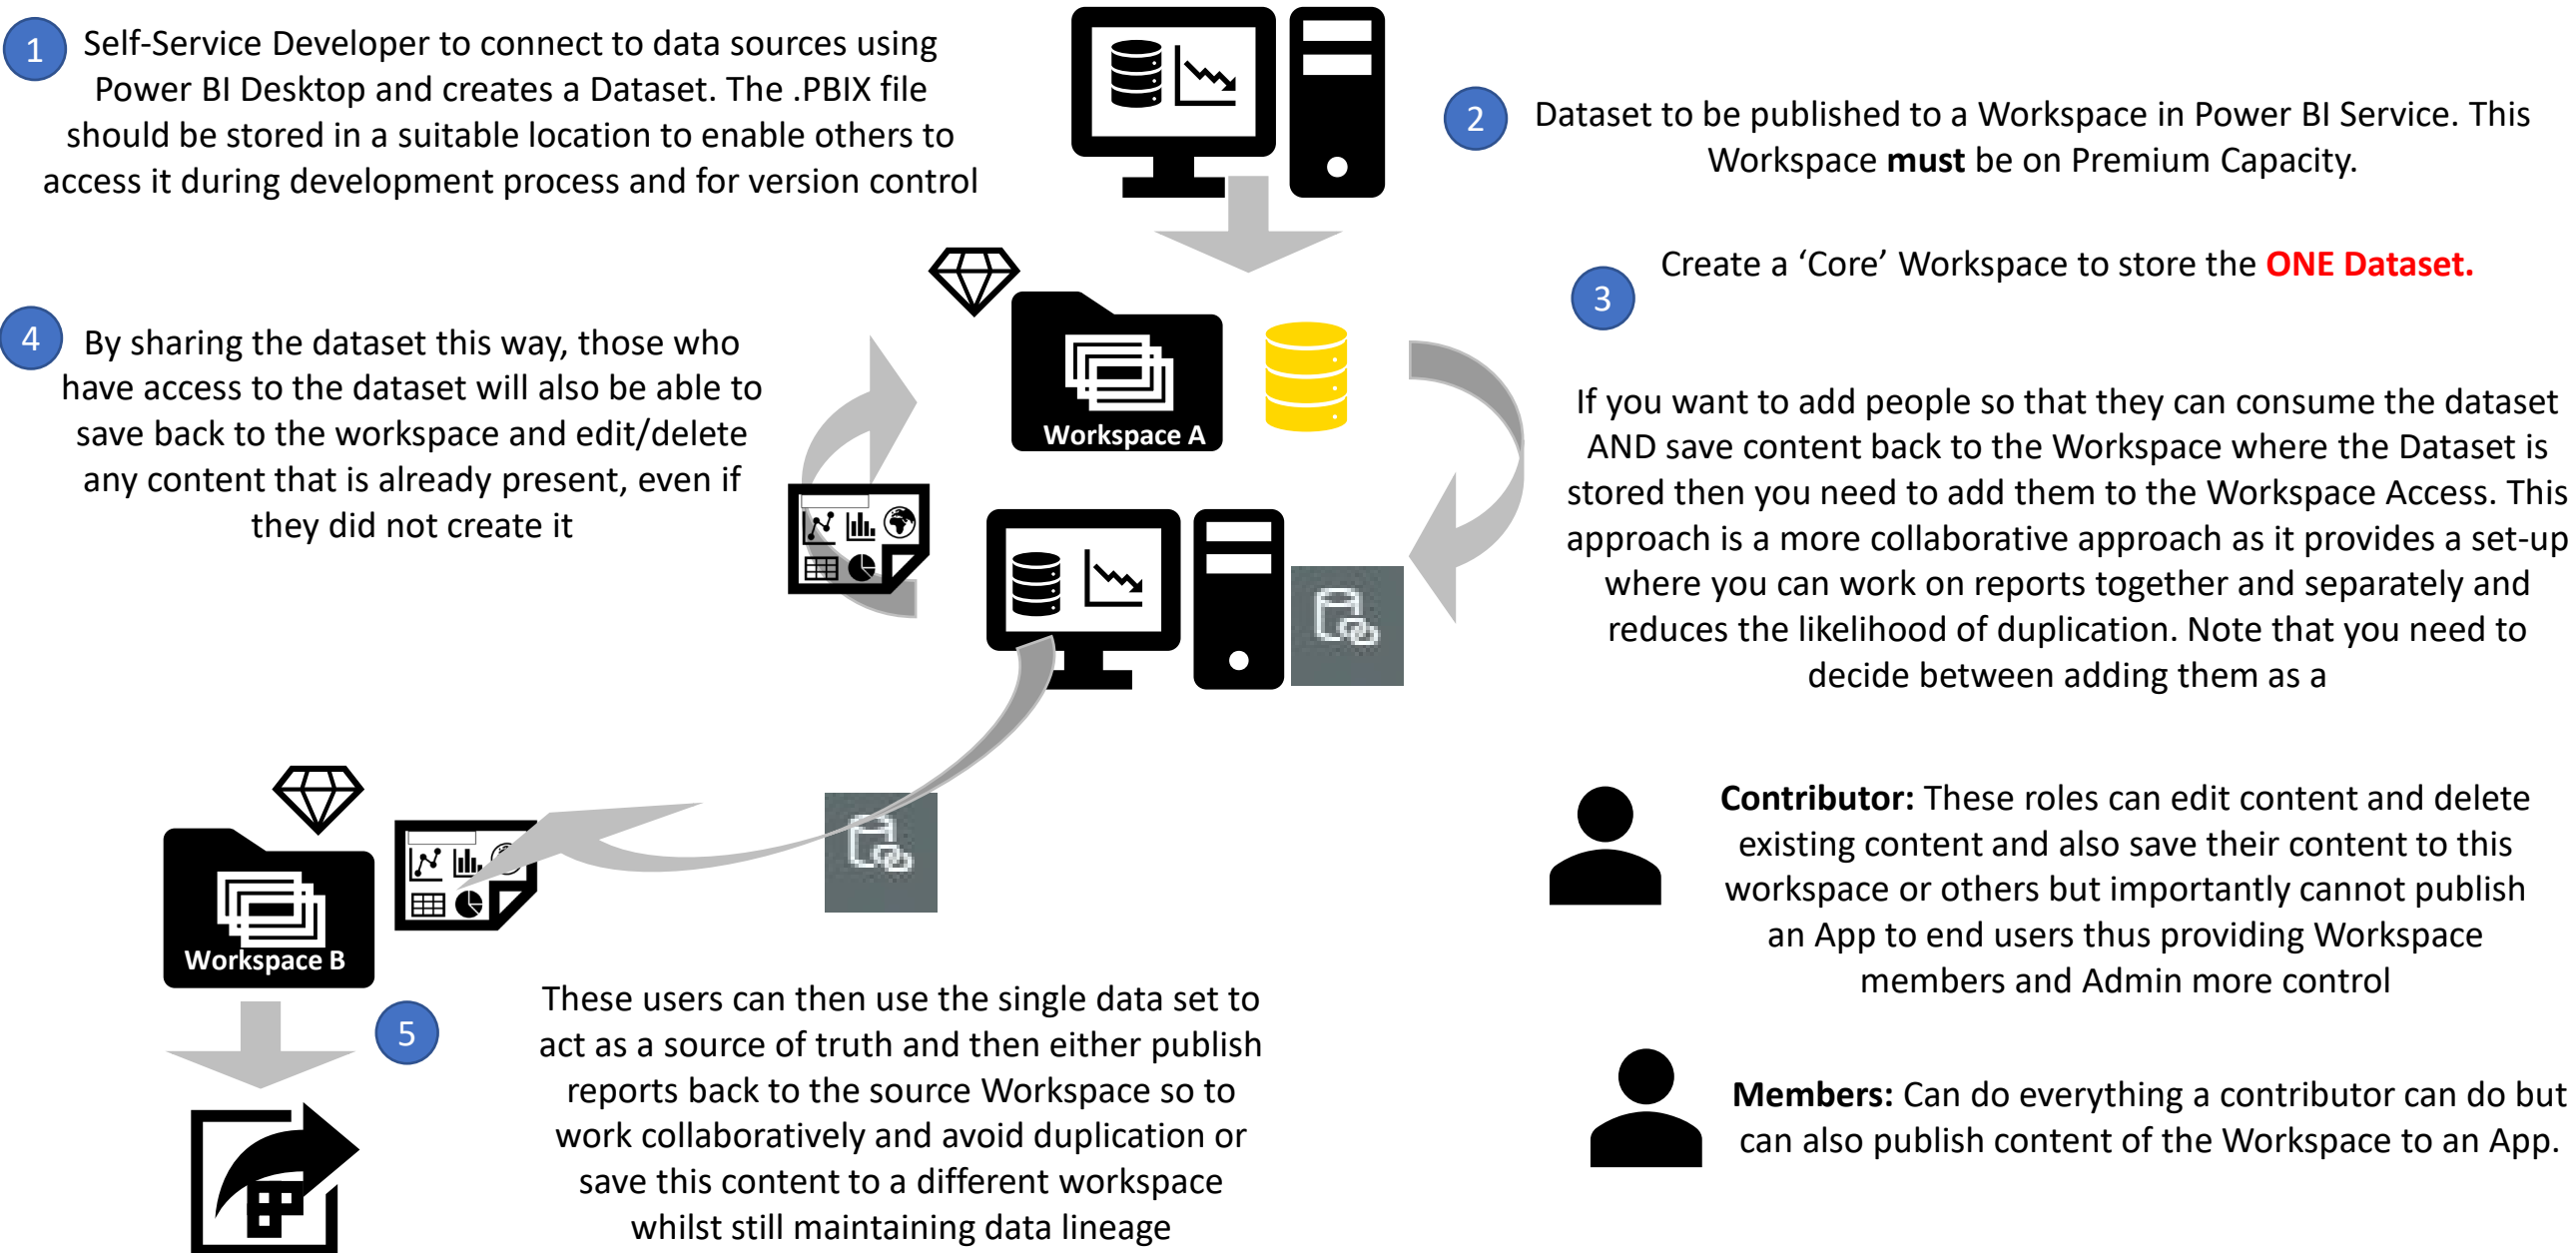 1
Self-Service Developer to connect to data sources using
Power BI Desktop and creates a Dataset. The .PBIX file
should be stored in a suitable location to enable others to
access it during development process and for version control
2
Dataset to be published to a Workspace in Power BI Service. This
Workspace must be on Premium Capacity.
3
Create a ‘Core’ Workspace to store the ONE Dataset.
If you want to add people so that they can consume the dataset
AND save content back to the Workspace where the Dataset is
stored then you need to add them to the Workspace Access. This
approach is a more collaborative approach as it provides a set-up
where you can work on reports together and separately and
reduces the likelihood of duplication. Note that you need to
decide between adding them as a
Contributor: These roles can edit content and delete
existing content and also save their content to this
workspace or others but importantly cannot publish
an App to end users thus providing Workspace
members and Admin more control
Members: Can do everything a contributor can do but
can also publish content of the Workspace to an App.
4
By sharing the dataset this way, those who
have access to the dataset will also be able to
save back to the workspace and edit/delete
any content that is already present, even if
they did not create it
Workspace A
Workspace B
5
These users can then use the single data set to
act as a source of truth and then either publish
reports back to the source Workspace so to
work collaboratively and avoid duplication or
save this content to a different workspace
whilst still maintaining data lineage